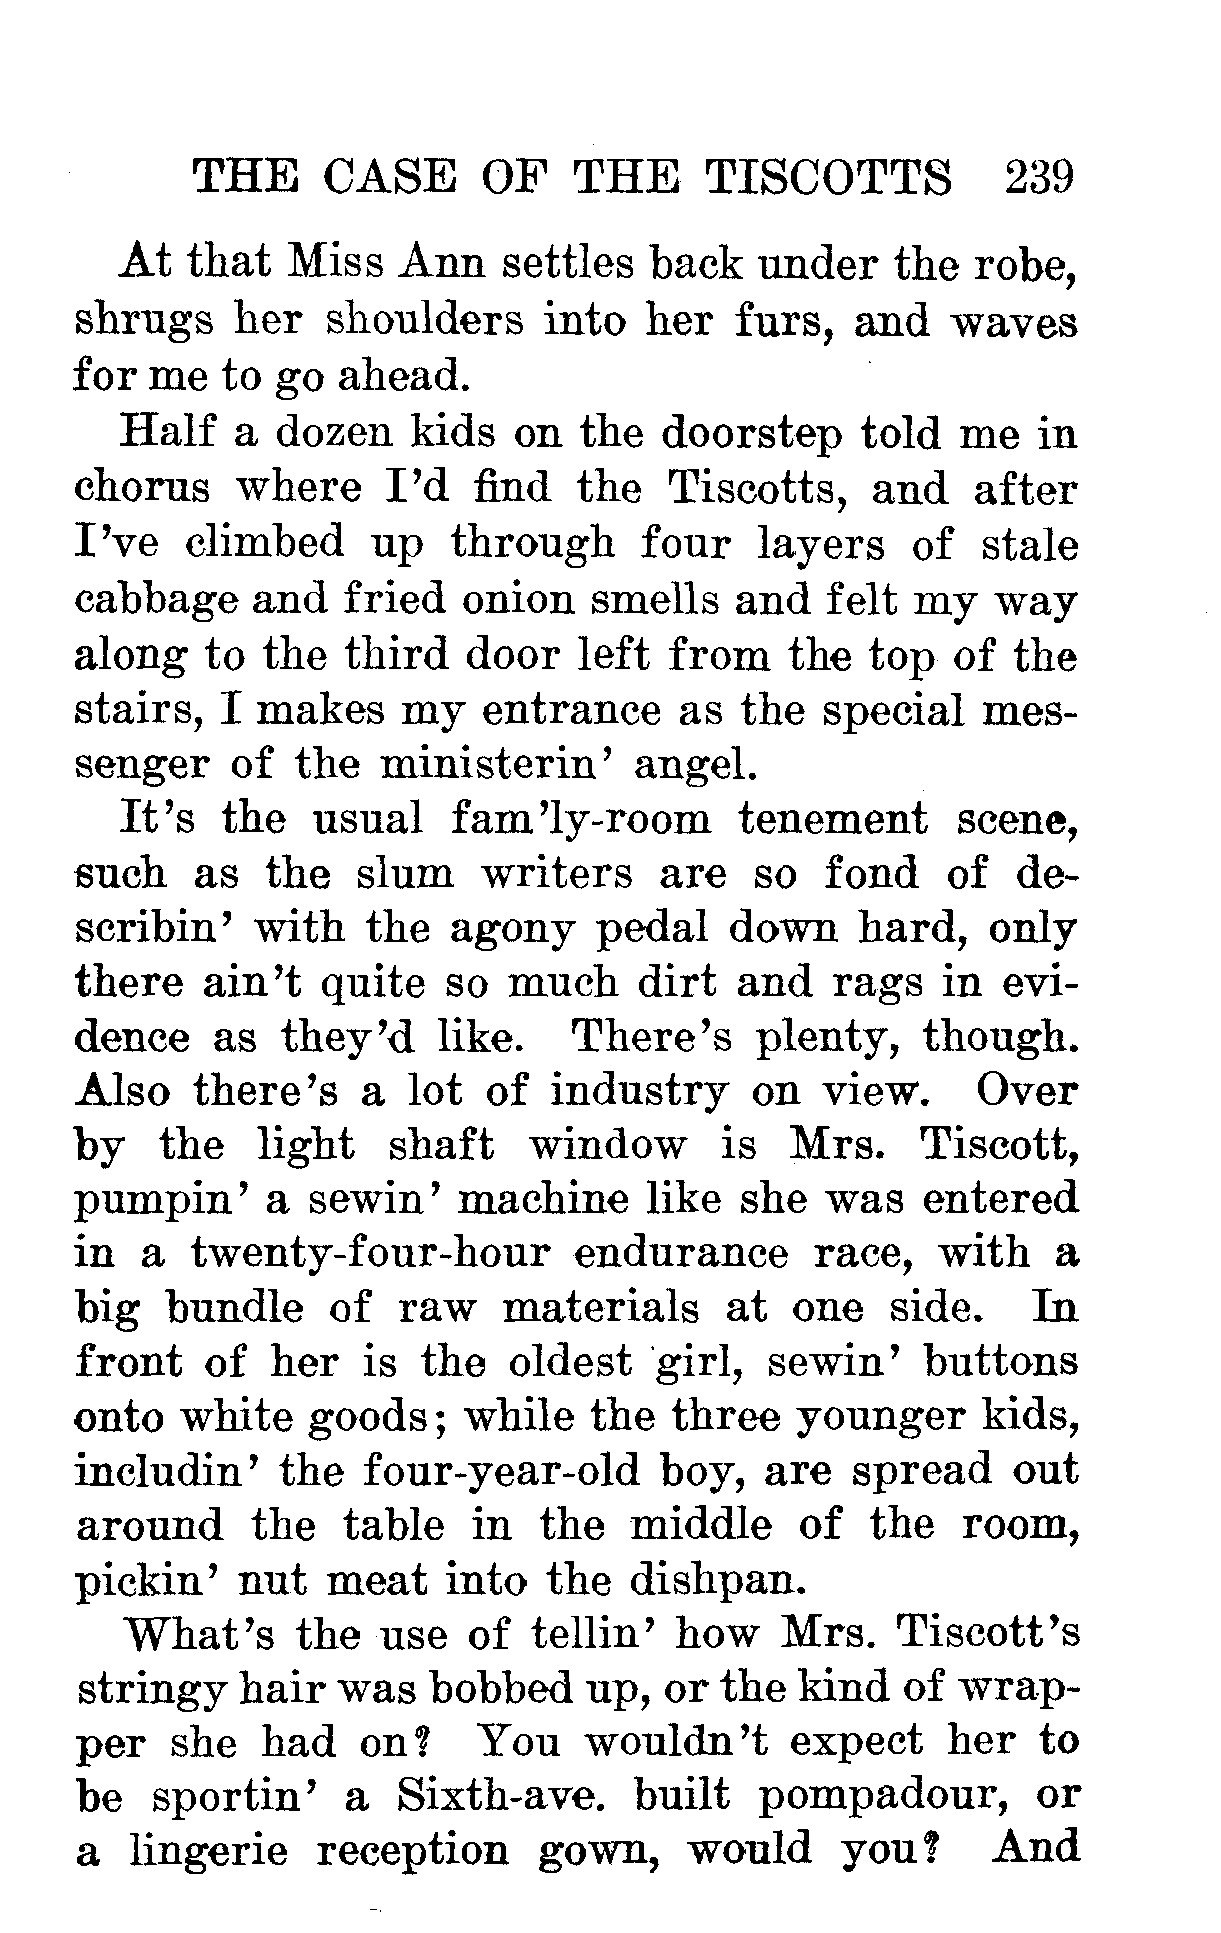 THE CASE OF THE TISCOTTS 239
At that Miss Ann settles back under the robe,
shrugs her shoulders into her furs, and waves
for me to go ahead.
Half a dozen kids on the doorstep told me in
chorus where I'd find the Tiscotts, and after
I've climbed up through four layers of stale
cabbage and fried onion smells and felt my way
along to the third door left from the top of the
stairs, I makes my entrance as the special mes-
senger of the ministerin' angel.
It's the usual fam'ly-room tenement scene,
such as the slum writers are so fond of de-
scribin' with the agony pedal down hard, only
there ain't quite so much dirt and rags in evi-
dence as they'd like. There's plenty, though.
Also there's a lot of industry on view. Over
by the light shaft window is Mrs. Tiscott,
pumpin' a sewin' machine like she was entered
in a twenty-four-hour endurance race, with a
big bundle of raw materials at one side. In
front of her is the oldest girl, sewin' buttons
onto white goods; while the three younger kids,
includin' the four-year-old boy, are spread out
around the table in the middle of the room,
pickin' nut meat into the dishpan.
What's the use of tellin' how Mrs. Tiscott's
stringy hair was bobbed up, or the kind of wrap-
per she had on? You wouldn't expect her to
be sportin' a Sixth-ave. built pompadour, or
a lingerie reception gown, would you? And